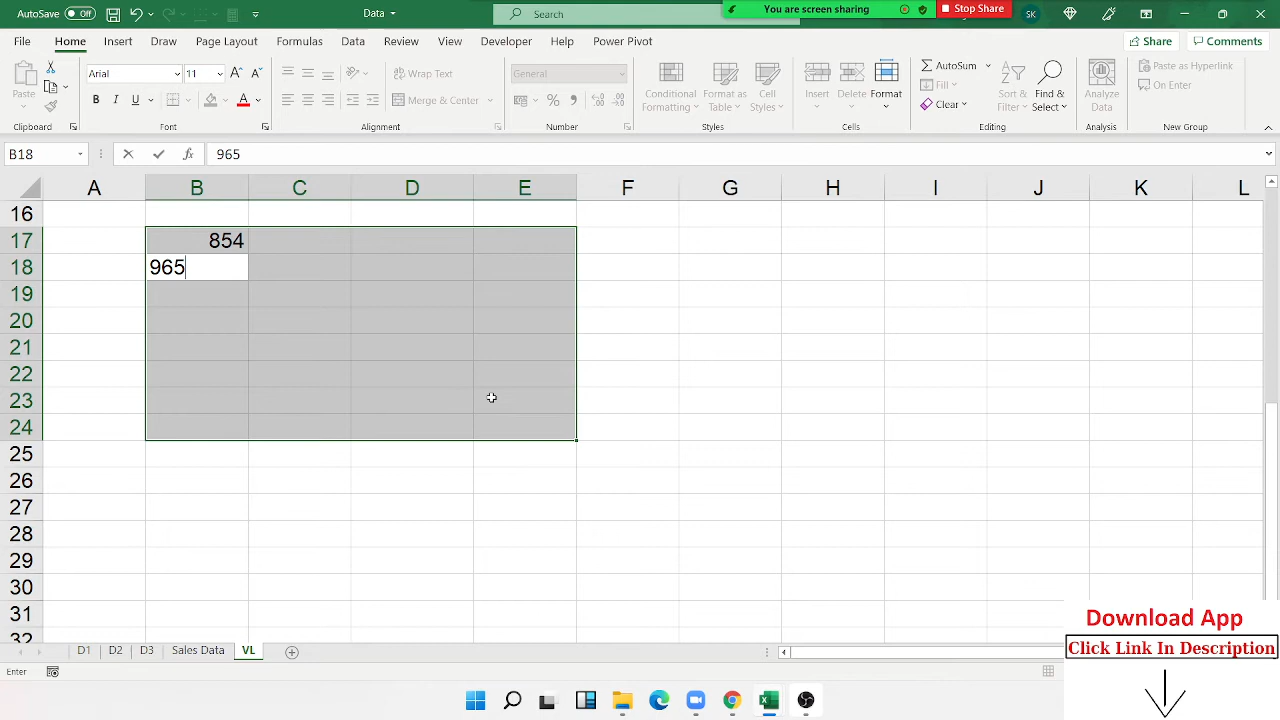 AutoSave Off Data Search You are screen sharing Stop Share SK
File Home Insert Draw Page Layout Formulas Data Review View Developer Help Power Pivot Share Comments
Paste Arial 11 Wrap Text General Conditional Formatting Format as Table Cell Styles Insert Delete Format AutoSum Sort & Filter Find & Select Analyze Data Paste as Hyperlink
B I U A Merge & Center % Fill Clear On Enter
Clipboard Font Alignment Number Styles Cells Editing Analysis New Group
B18 fx 965
A B C D E F G H I J K L
16
17 854
18 965
19
20
21
22
23
24
25
26
27
28
29
30
31
32
Download App
Click Link In Description
D1 D2 D3 Sales Data VL
Enter